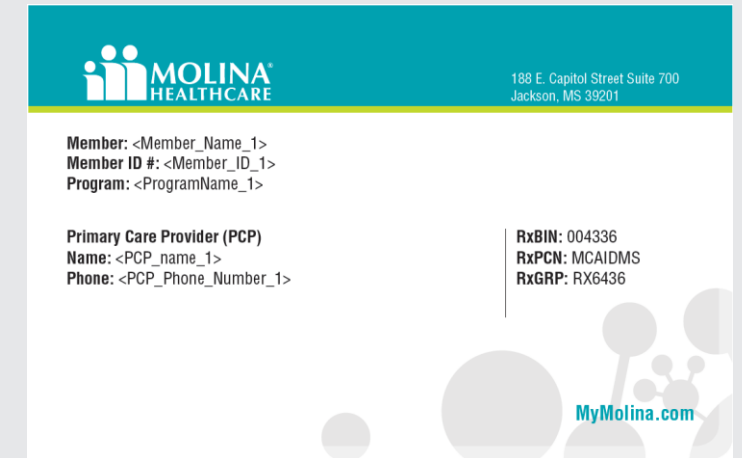 MOLINA®
HEALTHCARE
188 E. Capitol Street Suite 700
Jackson, MS 39201
Member: <Member_Name_1>
Member ID #: <Member_ID_1>
Program: <ProgramName_1>
Primary Care Provider (PCP)
Name: <PCP_name_1>
Phone: <PCP_Phone_Number_1>
RxBIN: 004336
RxPCN: MCAIDMS
RxGRP: RX6436
MyMolina.com